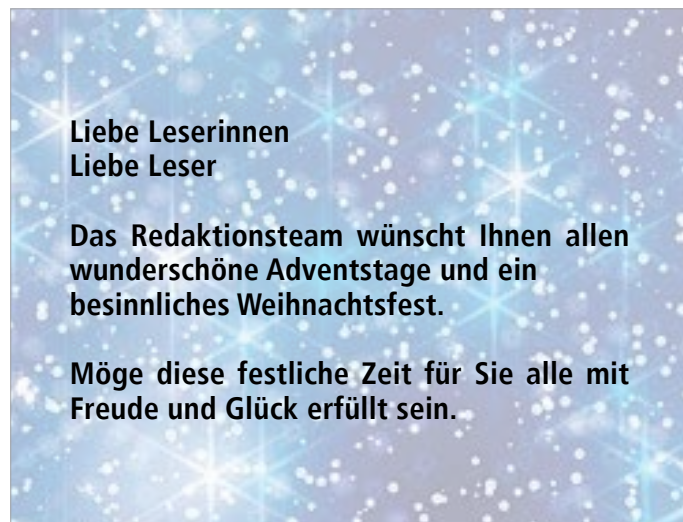 Liebe Leserinnen
Liebe Leser
Das Redaktionsteam wünscht Ihnen allen
wunderschöne Adventstage und ein
besinnliches Weihnachtsfest.
Möge diese festliche Zeit für Sie alle mit
Freude und Glück erfüllt sein.